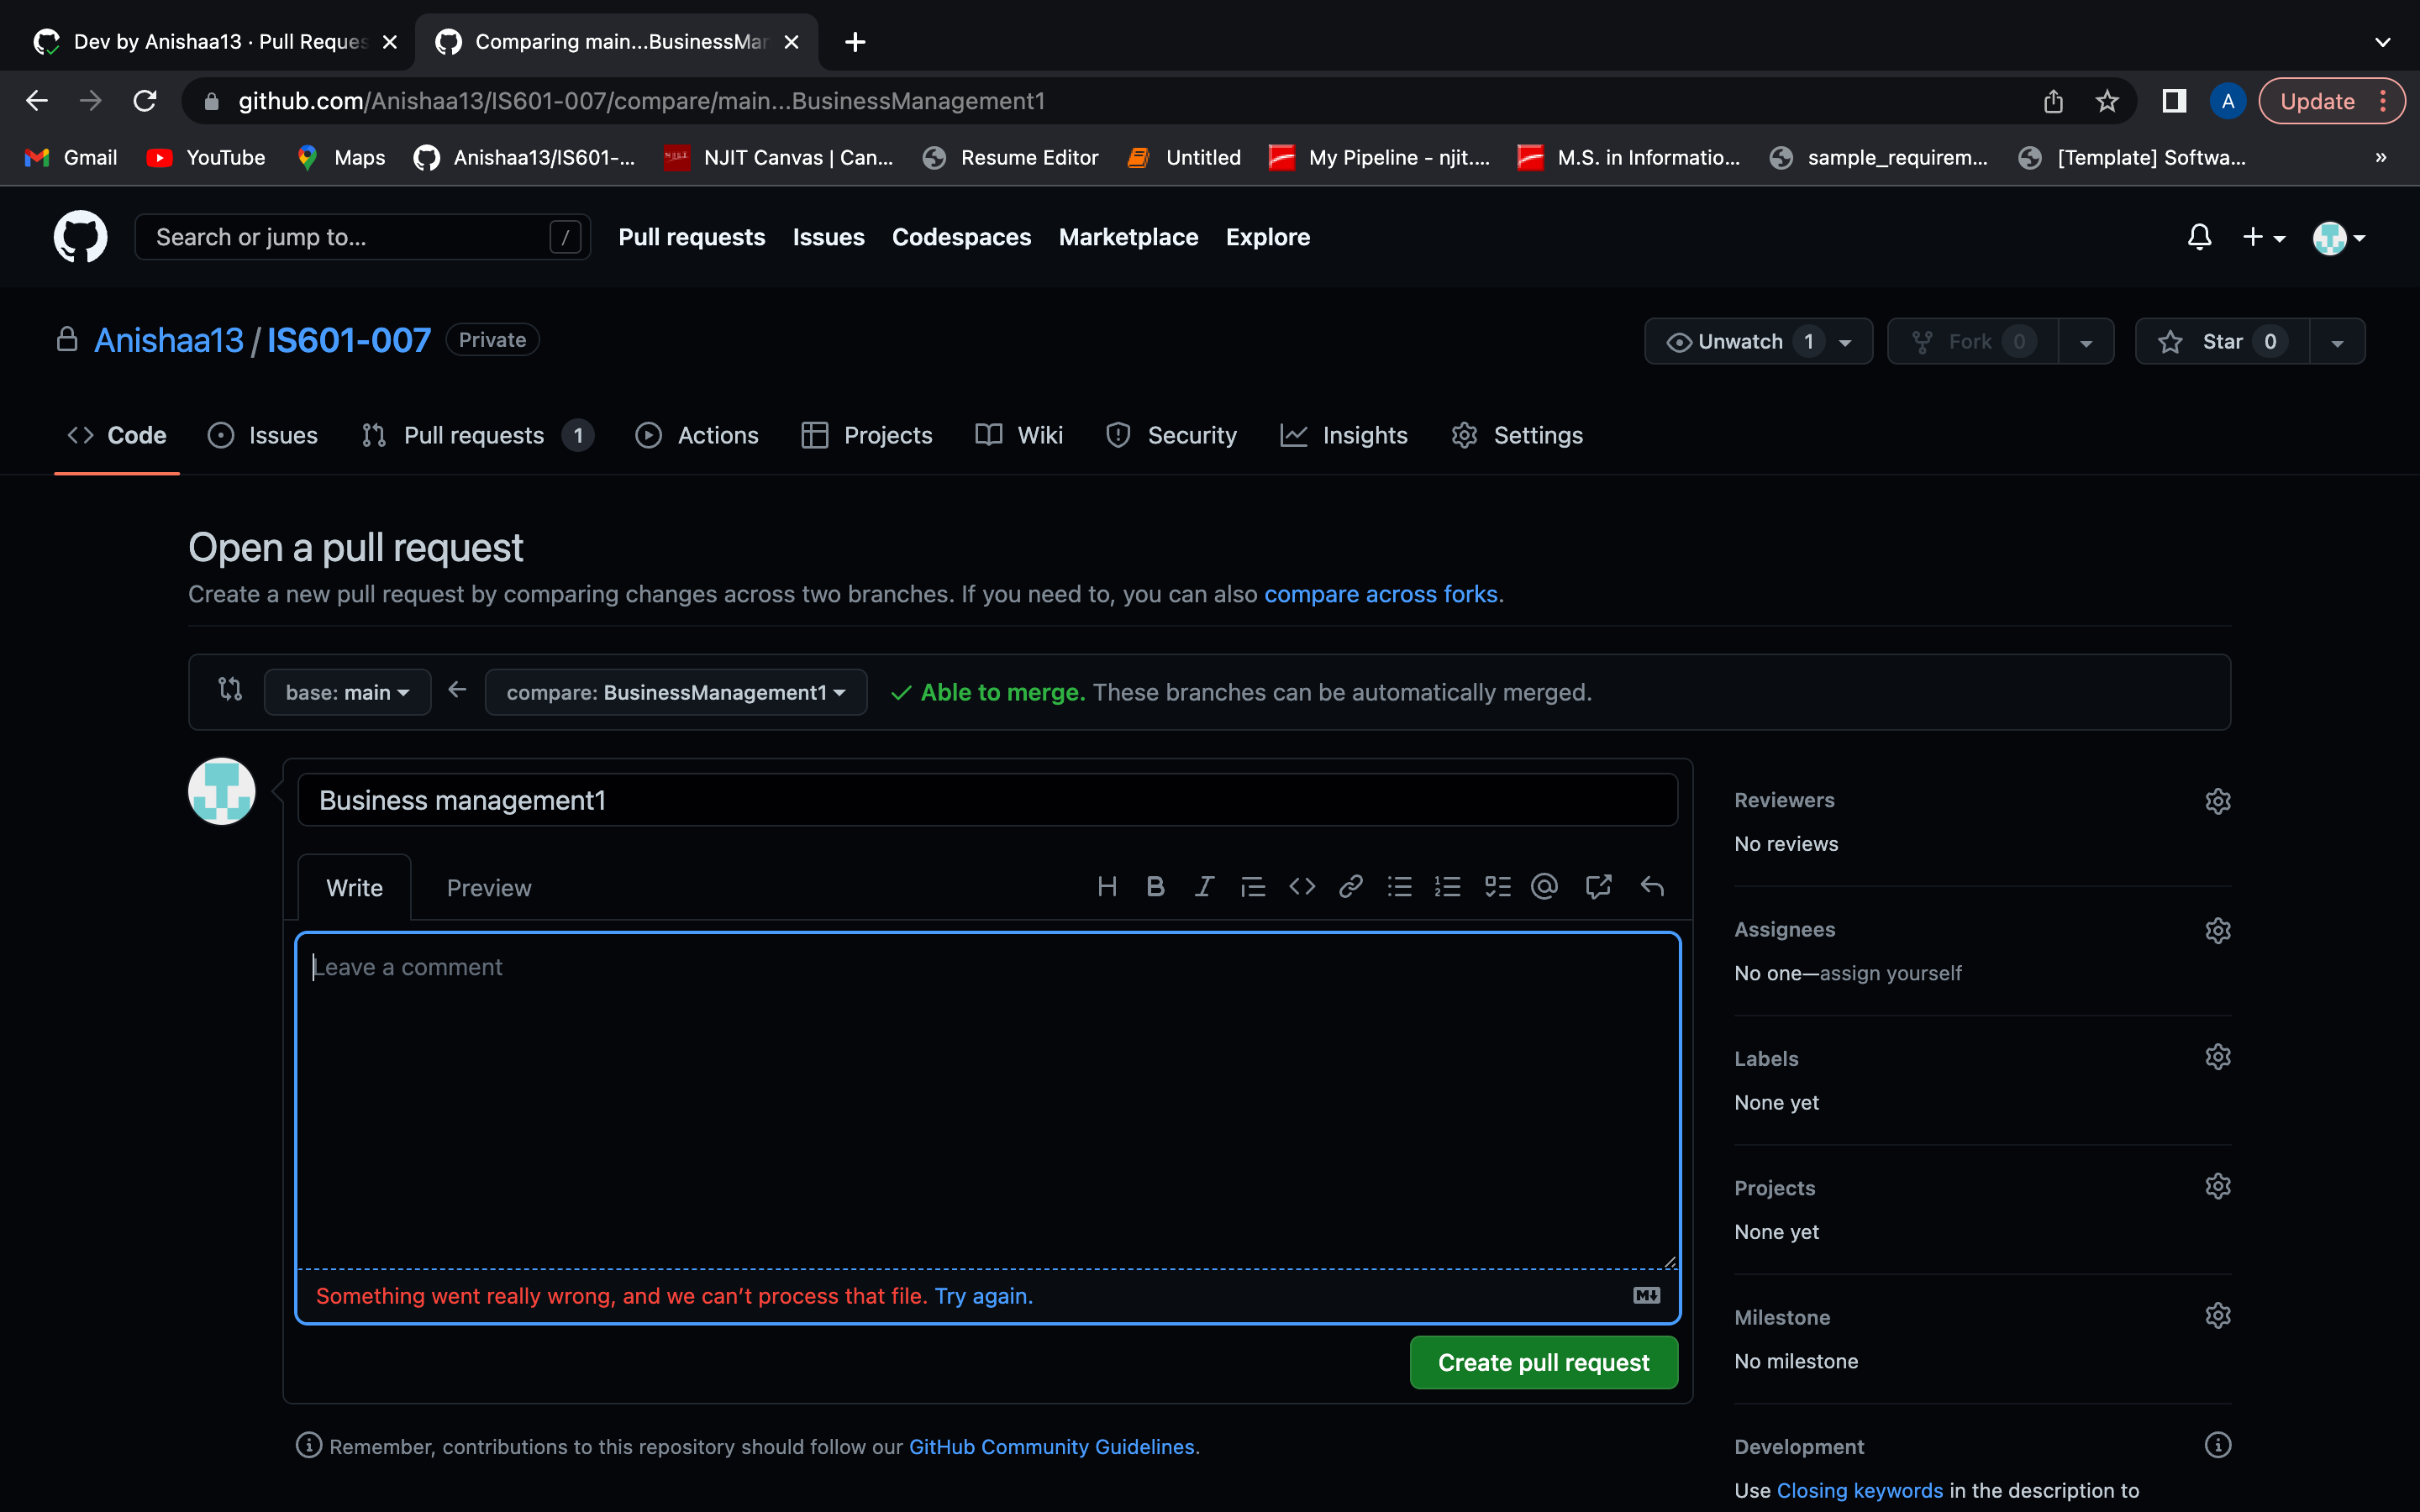 Dev by Anishaa13 · Pull Reques
Comparing main...BusinessMan
github.com/Anishaa13/IS601-007/compare/main...BusinessManagement1
A
Update
Gmail
YouTube
Maps
Anishaa13/IS601-...
NJIT Canvas | Can...
Resume Editor
Untitled
My Pipeline - njit....
M.S. in Informatio...
sample_requirem...
[Template] Softwa...
»
Search or jump to...
/
Pull requests
Issues
Codespaces
Marketplace
Explore
Anishaa13 / IS601-007
Private
Unwatch 1
Fork 0
Star 0
Code
Issues
Pull requests 1
Actions
Projects
Wiki
Security
Insights
Settings
Open a pull request
Create a new pull request by comparing changes across two branches. If you need to, you can also compare across forks.
base: main
compare: BusinessManagement1
Able to merge. These branches can be automatically merged.
Business management1
Write
Preview
Leave a comment
Something went really wrong, and we can’t process that file. Try again.
Create pull request
Remember, contributions to this repository should follow our GitHub Community Guidelines.
Reviewers
No reviews
Assignees
No one—assign yourself
Labels
None yet
Projects
None yet
Milestone
No milestone
Development
Use Closing keywords in the description to